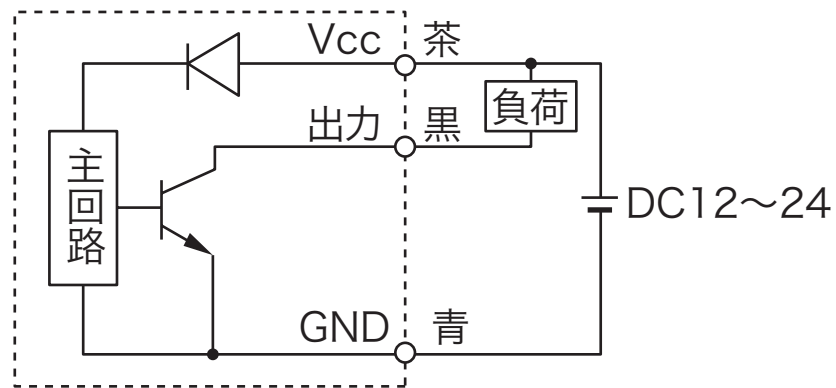 Vcc 茶
負荷
出力 黒
主回路
DC12～24
GND 青